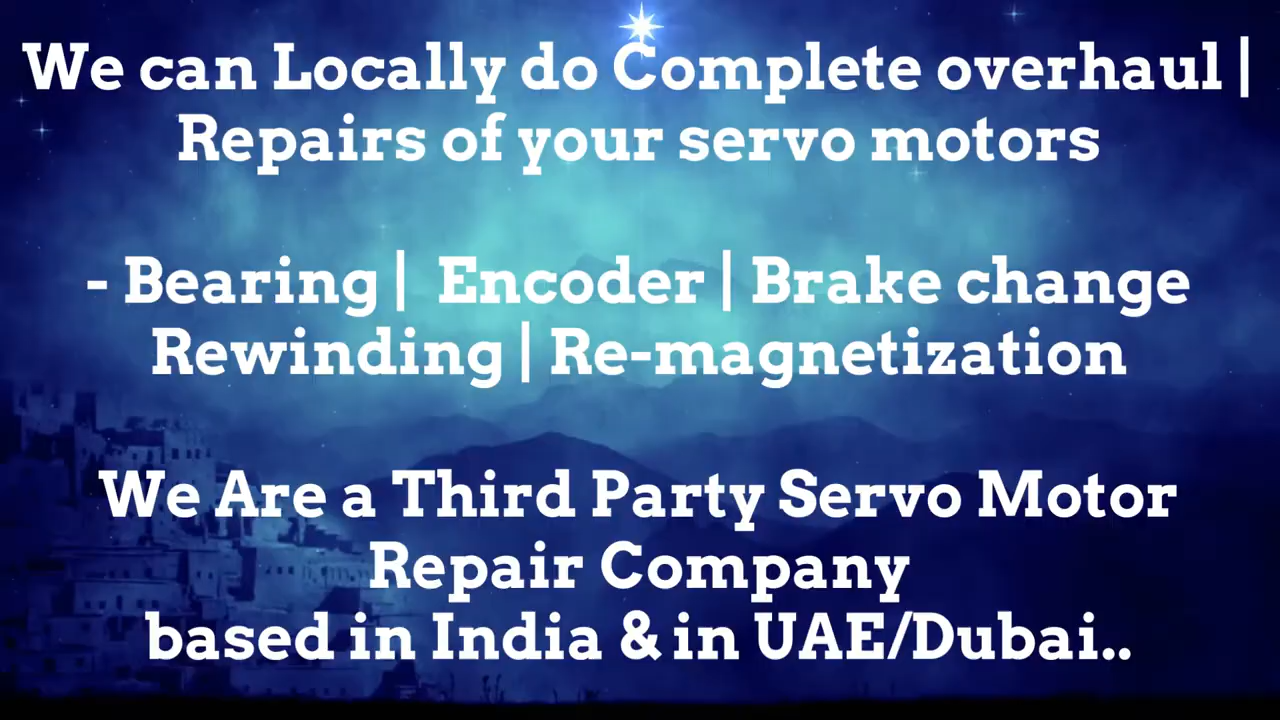 We can Locally do Complete overhaul |
Repairs of your servo motors
- Bearing | Encoder | Brake change
Rewinding | Re-magnetization
We Are a Third Party Servo Motor
Repair Company
based in India & in UAE/Dubai..